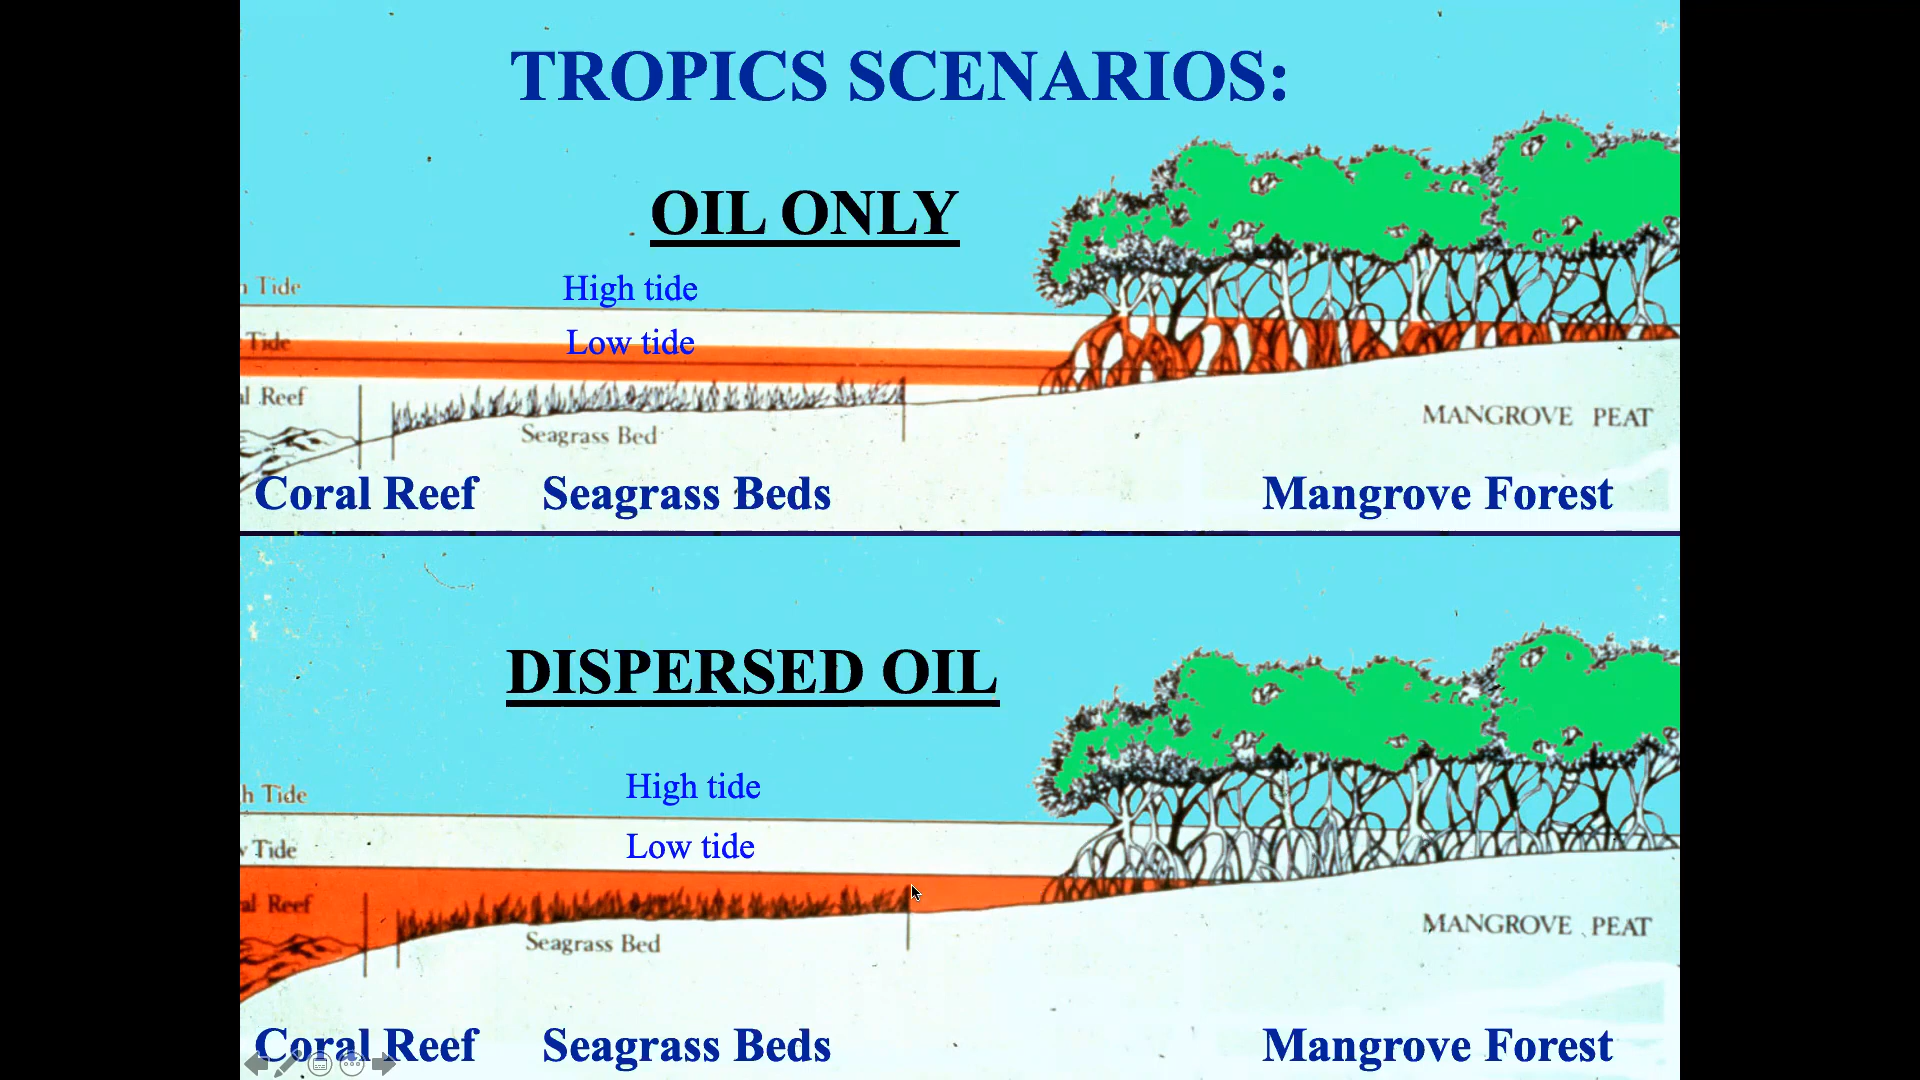 TROPICS SCENARIOS:
OIL ONLY
Tide
High tide
Tide
Low tide
Reef
Seagrass Bed
MANGROVE PEAT
Coral Reef
Seagrass Beds
Mangrove Forest
DISPERSED OIL
High tide
h Tide
Low tide
Tide
al Reef
Seagrass Bed
MANGROVE PEAT
Coral Reef
Seagrass Beds
Mangrove Forest